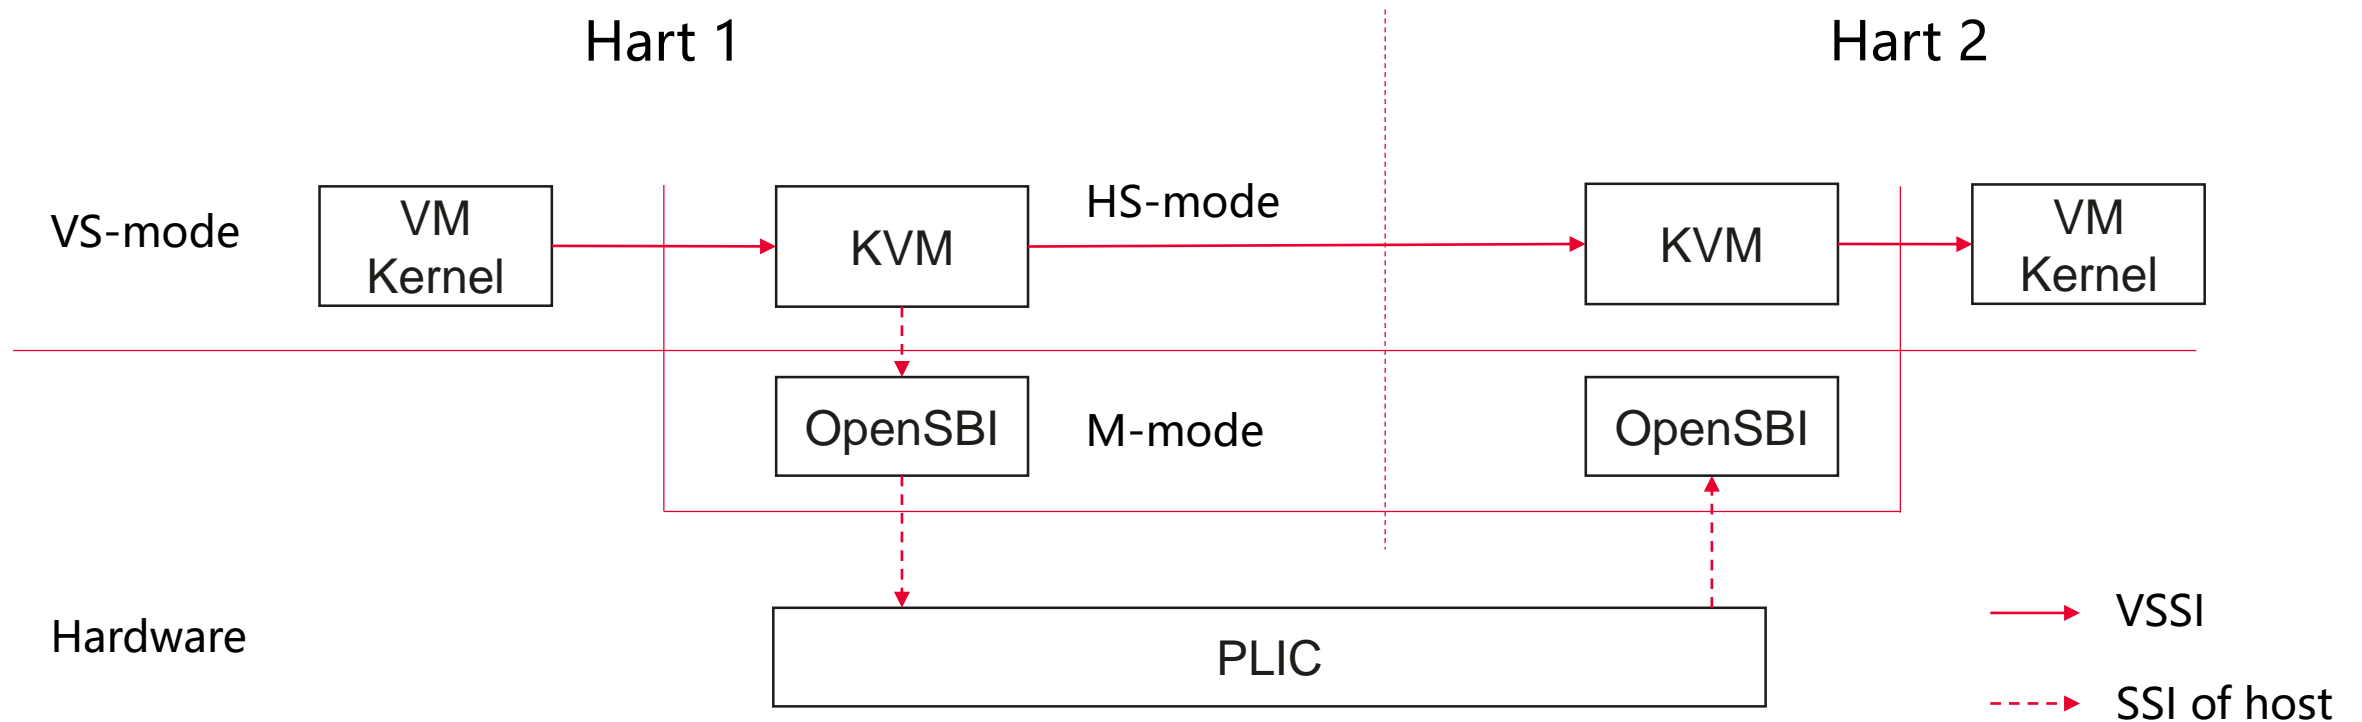 Hart 1
Hart 2
VS-mode
VM
Kernel
KVM
HS-mode
KVM
VM
Kernel
OpenSBI
M-mode
OpenSBI
Hardware
PLIC
VSSI
SSI of host